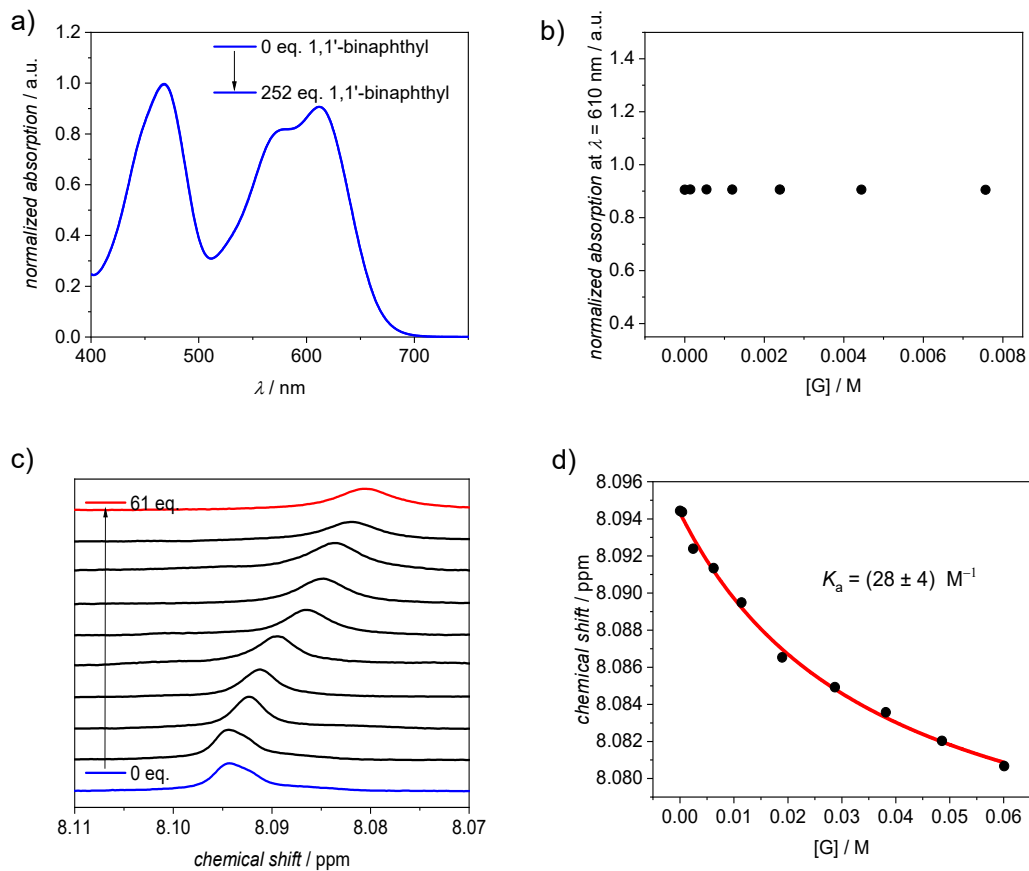 a)
0 eq. 1,1'-binaphthyl
252 eq. 1,1'-binaphthyl
normalized absorption / a.u.
1.2
1.0
0.8
0.6
0.4
0.2
0.0
400
500
600
700
λ / nm
b)
normalized absorption at λ = 610 nm / a.u.
1.4
1.2
1.0
0.8
0.6
0.4
0.000
0.002
0.004
0.006
0.008
[G] / M
c)
61 eq.
0 eq.
8.11
8.10
8.09
8.08
8.07
chemical shift / ppm
d)
chemical shift / ppm
8.096
8.094
8.092
8.090
8.088
8.086
8.084
8.082
8.080
Ka = (28 ± 4) M⁻¹
0.00
0.01
0.02
0.03
0.04
0.05
0.06
[G] / M